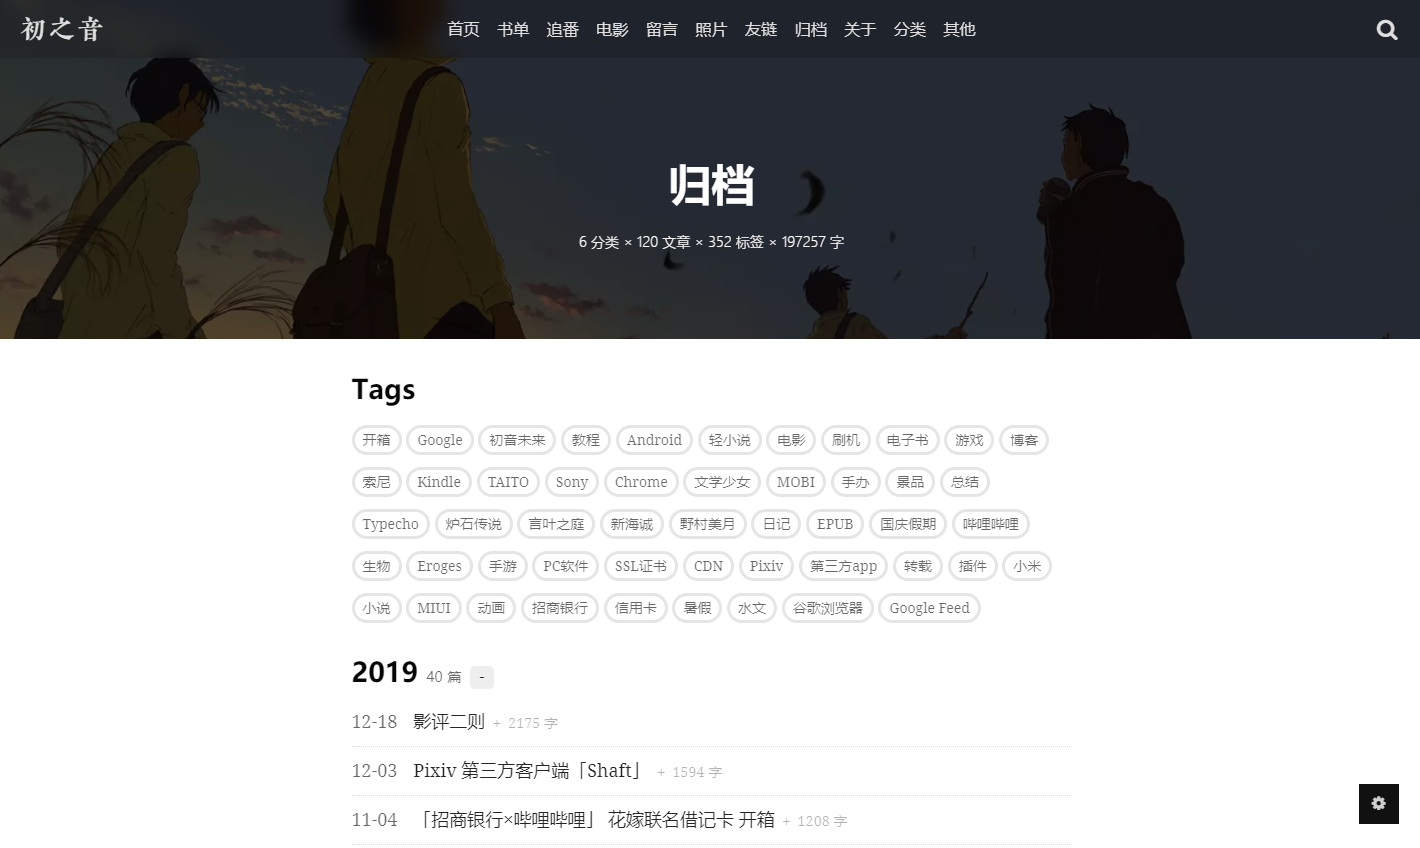 初之音 首页 书单 追番 电影 留言 照片 友链 归档 关于 分类 其他
归档
6 分类 × 120 文章 × 352 标签 × 197257 字
Tags
开箱 Google 初音未来 教程 Android 轻小说 电影 刷机 电子书 游戏 博客
索尼 Kindle TAITO Sony Chrome 文学少女 MOBI 手办 景品 总结
Typecho 炉石传说 言叶之庭 新海诚 野村美月 日记 EPUB 国庆假期 哔哩哔哩
生物 Eroges 手游 PC软件 SSL证书 CDN Pixiv 第三方app 转载 插件 小米
小说 MIUI 动画 招商银行 信用卡 暑假 水文 谷歌浏览器 Google Feed
2019 40 篇 -
12-18 影评二则 + 2175 字
12-03 Pixiv 第三方客户端「Shaft」 + 1594 字
11-04 「招商银行×哔哩哔哩」 花嫁联名借记卡 开箱 + 1208 字